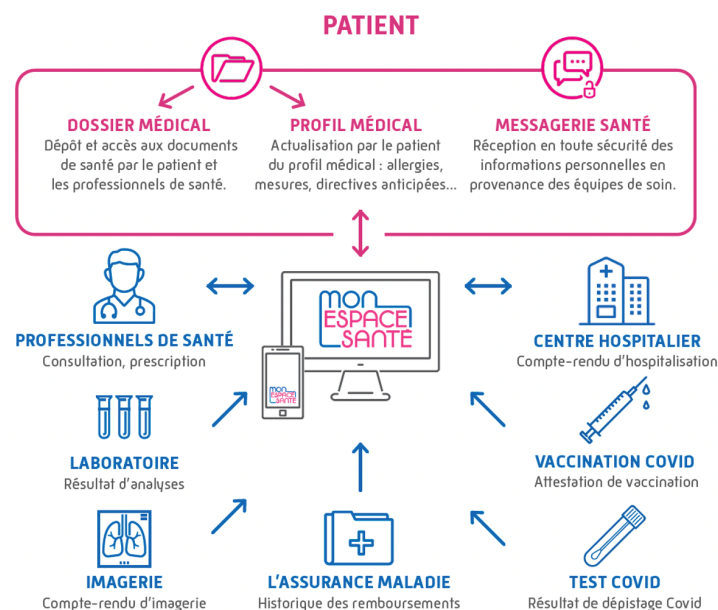 PATIENT
DOSSIER MÉDICAL
Dépôt et accès aux documents
de santé par le patient et
les professionnels de santé.
PROFIL MÉDICAL
Actualisation par le patient
du profil médical : allergies,
mesures, directives anticipées...
MESSAGERIE SANTÉ
Réception en toute sécurité des
informations personnelles en
provenance des équipes de soin.
mon
ESPACE
SANTÉ
mon
ESPACE
SANTÉ
PROFESSIONNELS DE SANTÉ
Consultation, prescription
CENTRE HOSPITALIER
Compte-rendu d'hospitalisation
LABORATOIRE
Résultat d'analyses
VACCINATION COVID
Attestation de vaccination
IMAGERIE
Compte-rendu d'imagerie
L'ASSURANCE MALADIE
Historique des remboursements
TEST COVID
Résultat de dépistage Covid